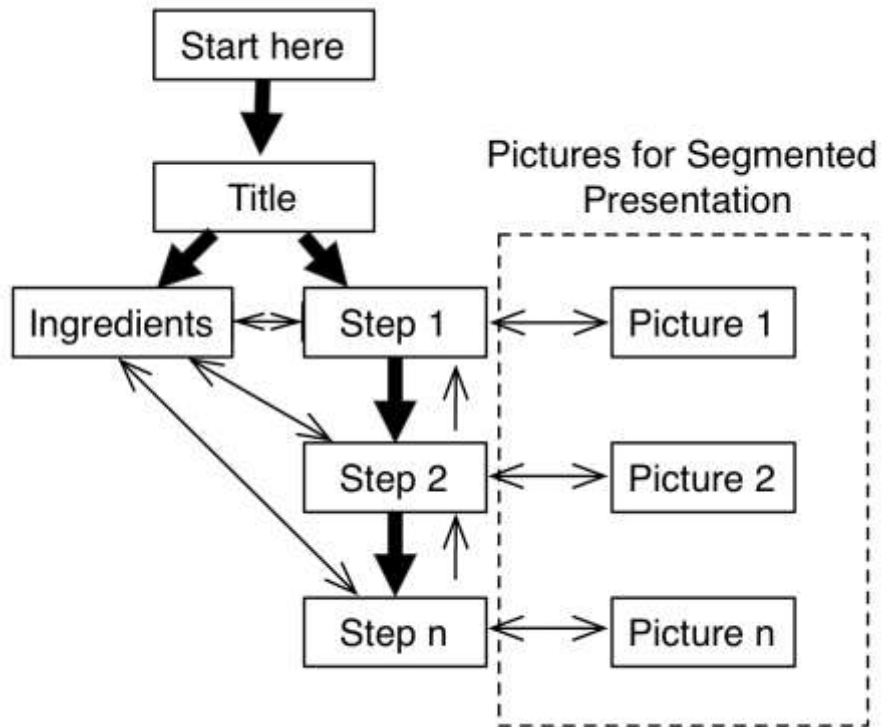 Start here
Title
Pictures for Segmented
Presentation
Ingredients
Step 1
Picture 1
Step 2
Picture 2
Step n
Picture n